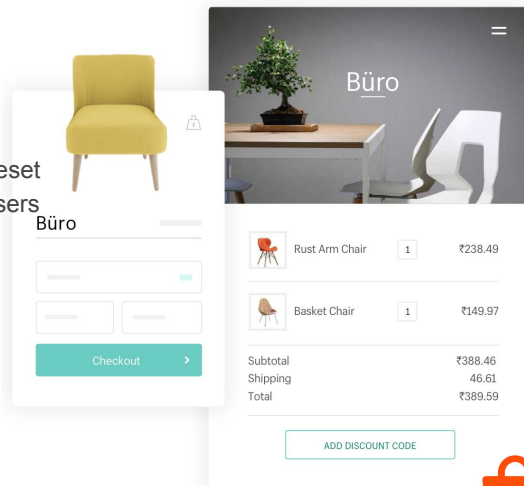 Büro
eset
sers
Büro
Checkout
Rust Arm Chair 1 ₹238.49
Basket Chair 1 ₹149.97
Subtotal ₹388.46
Shipping 46.61
Total ₹389.59
ADD DISCOUNT CODE